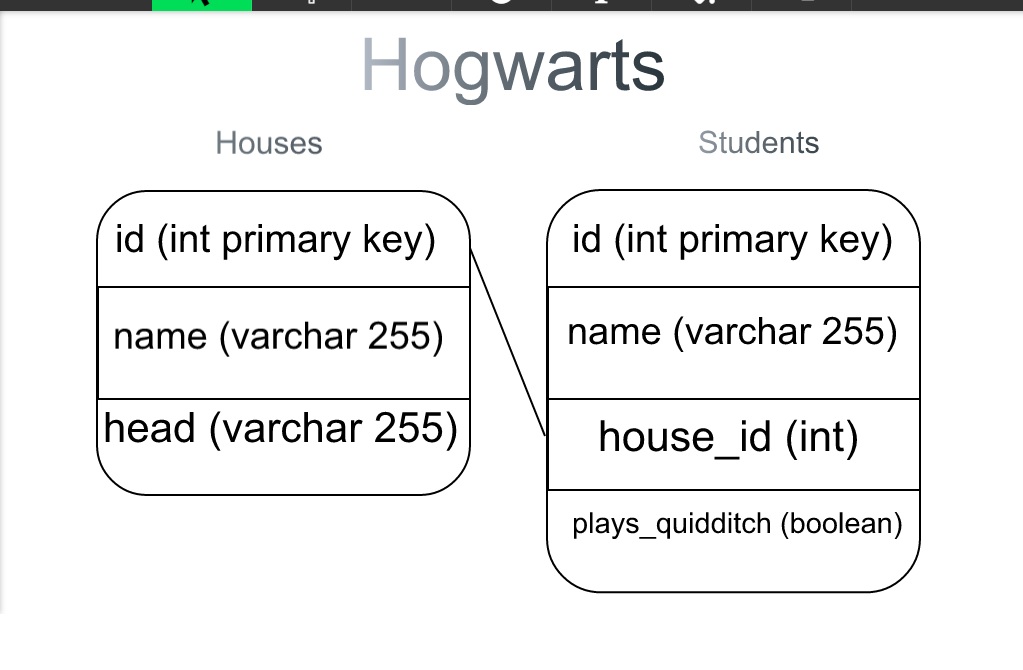 Hogwarts
Houses
Students
id (int primary key)
name (varchar 255)
head (varchar 255)
id (int primary key)
name (varchar 255)
house_id (int)
plays_quidditch (boolean)